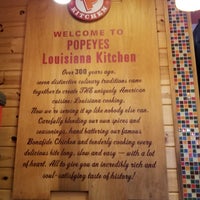 KITCHEN
WELCOME TO
POPEYES
Louisiana Kitchen
Over 300 years ago,
seven distinctive culinary traditions came
together to create THE uniquely American
cuisine: Louisiana cooking.
Now we're serving it up like nobody else can.
Carefully blending our own spices and
seasonings, hand battering our famous
Bonafide Chicken and tenderly cooking every
delicious bite long, slow and easy — with a lot
of heart. All to give you an incredibly rich and
soul-satisfying taste of history!